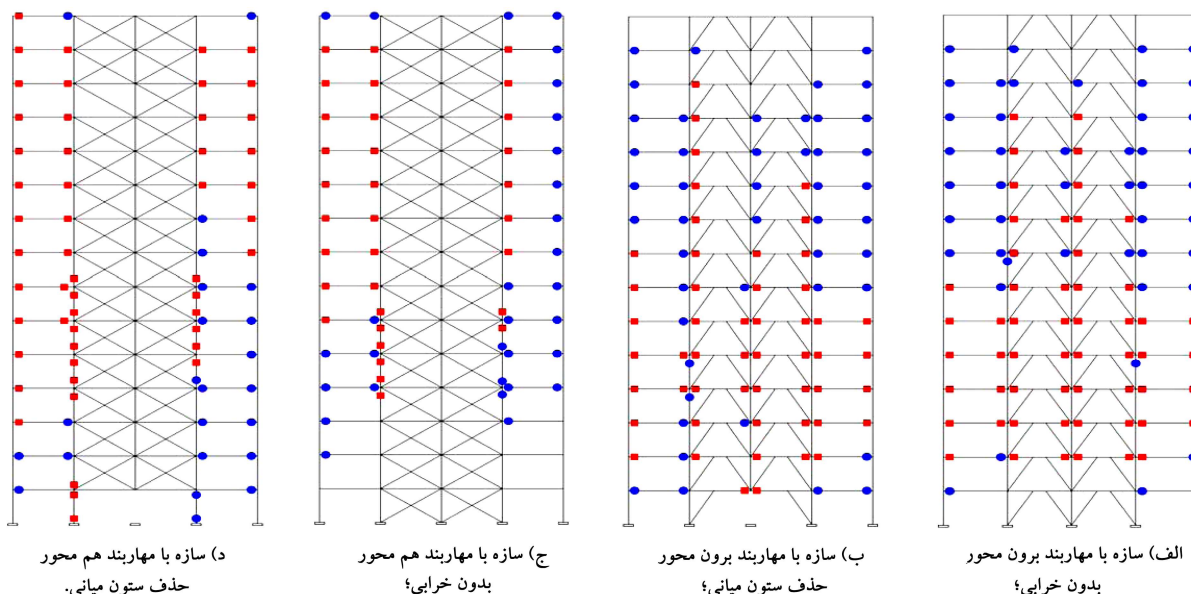 الف) سازه با مهاربند برون محور
بدون خرابی؛
ب) سازه با مهاربند برون محور
حذف ستون میانی؛
ج) سازه با مهاربند هم محور
بدون خرابی؛
د) سازه با مهاربند هم محور
حذف ستون میانی.